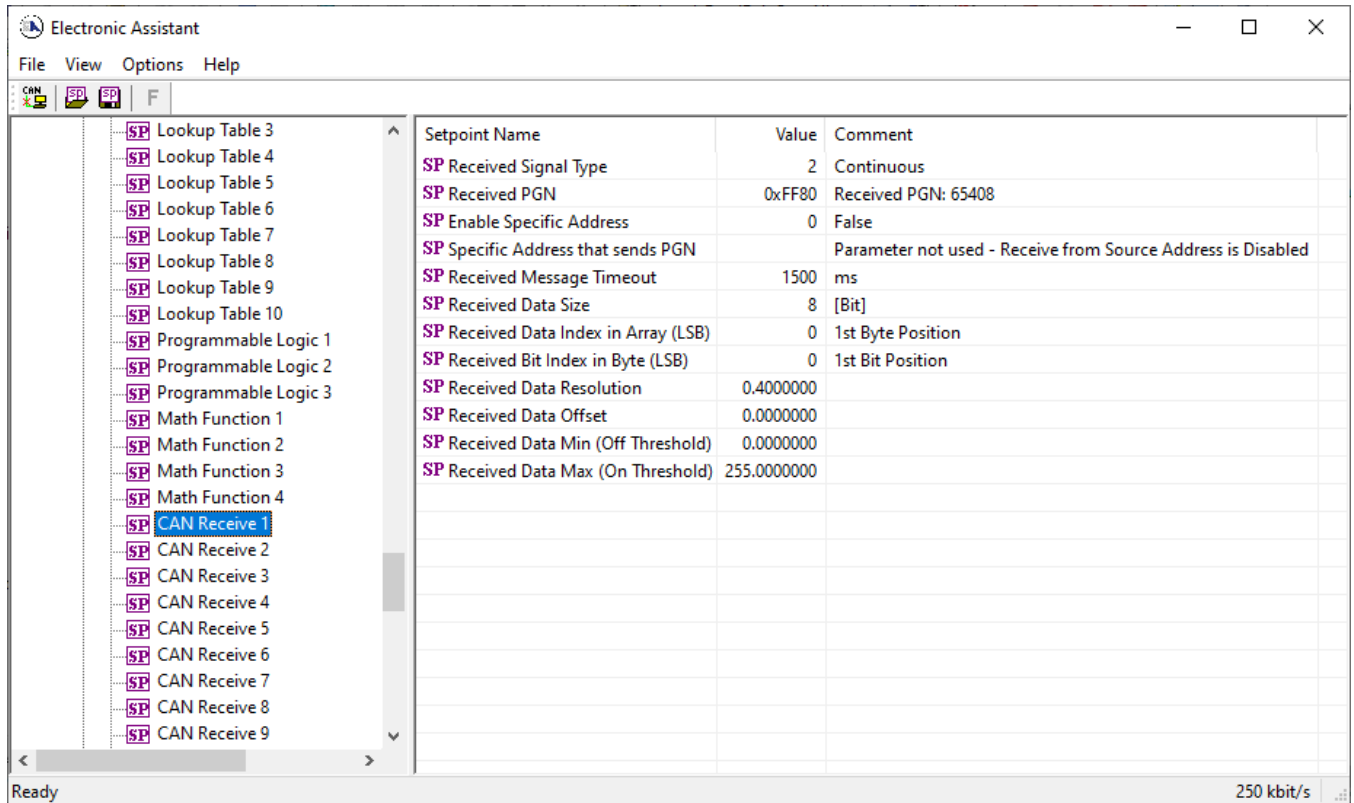 Electronic Assistant
File View Options Help
CAN SP SP F
SP Lookup Table 3
SP Lookup Table 4
SP Lookup Table 5
SP Lookup Table 6
SP Lookup Table 7
SP Lookup Table 8
SP Lookup Table 9
SP Lookup Table 10
SP Programmable Logic 1
SP Programmable Logic 2
SP Programmable Logic 3
SP Math Function 1
SP Math Function 2
SP Math Function 3
SP Math Function 4
SP CAN Receive 1
SP CAN Receive 2
SP CAN Receive 3
SP CAN Receive 4
SP CAN Receive 5
SP CAN Receive 6
SP CAN Receive 7
SP CAN Receive 8
SP CAN Receive 9
Setpoint Name Value Comment
SP Received Signal Type 2 Continuous
SP Received PGN 0xFF80 Received PGN: 65408
SP Enable Specific Address 0 False
SP Specific Address that sends PGN Parameter not used - Receive from Source Address is Disabled
SP Received Message Timeout 1500 ms
SP Received Data Size 8 [Bit]
SP Received Data Index in Array (LSB) 0 1st Byte Position
SP Received Bit Index in Byte (LSB) 0 1st Bit Position
SP Received Data Resolution 0.4000000
SP Received Data Offset 0.0000000
SP Received Data Min (Off Threshold) 0.0000000
SP Received Data Max (On Threshold) 255.0000000
Ready 250 kbit/s